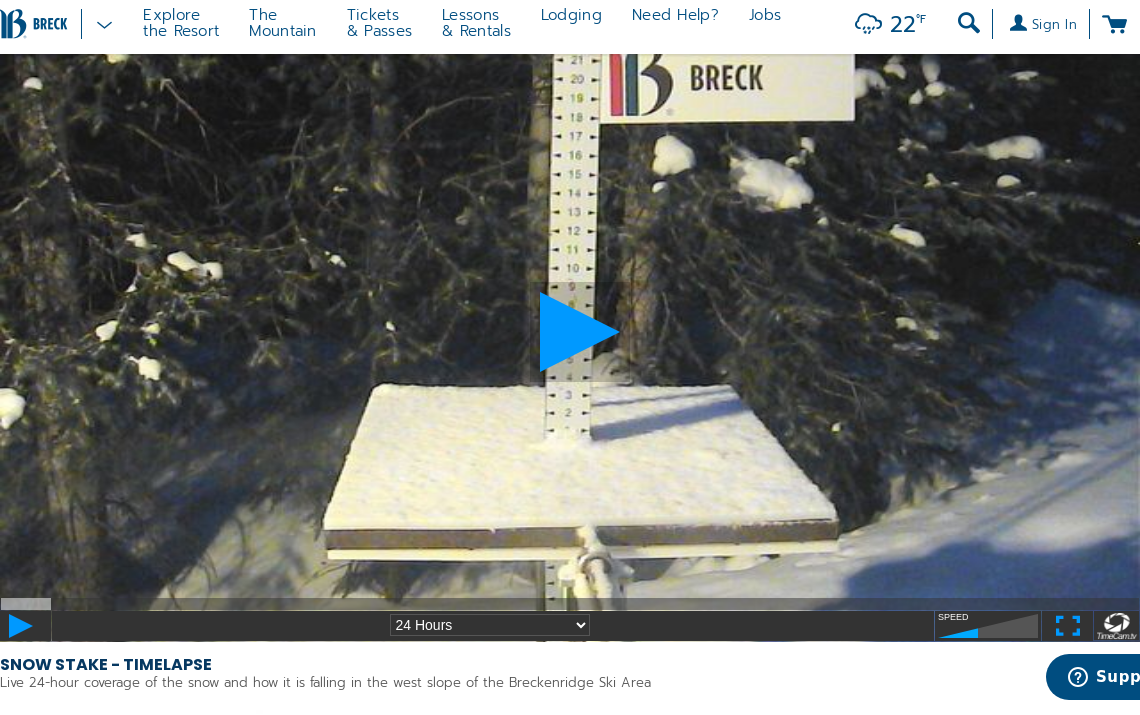 BRECK
Explore
the Resort
The
Mountain
Tickets
& Passes
Lessons
& Rentals
Lodging
Need Help?
Jobs
22°F
Sign In
BRECK
21
20
19
18
17
16
15
14
13
12
11
10
9
8
5
4
3
2
24 Hours
SPEED
TimeCam.tv
SNOW STAKE - TIMELAPSE
Live 24-hour coverage of the snow and how it is falling in the west slope of the Breckenridge Ski Area
Supp